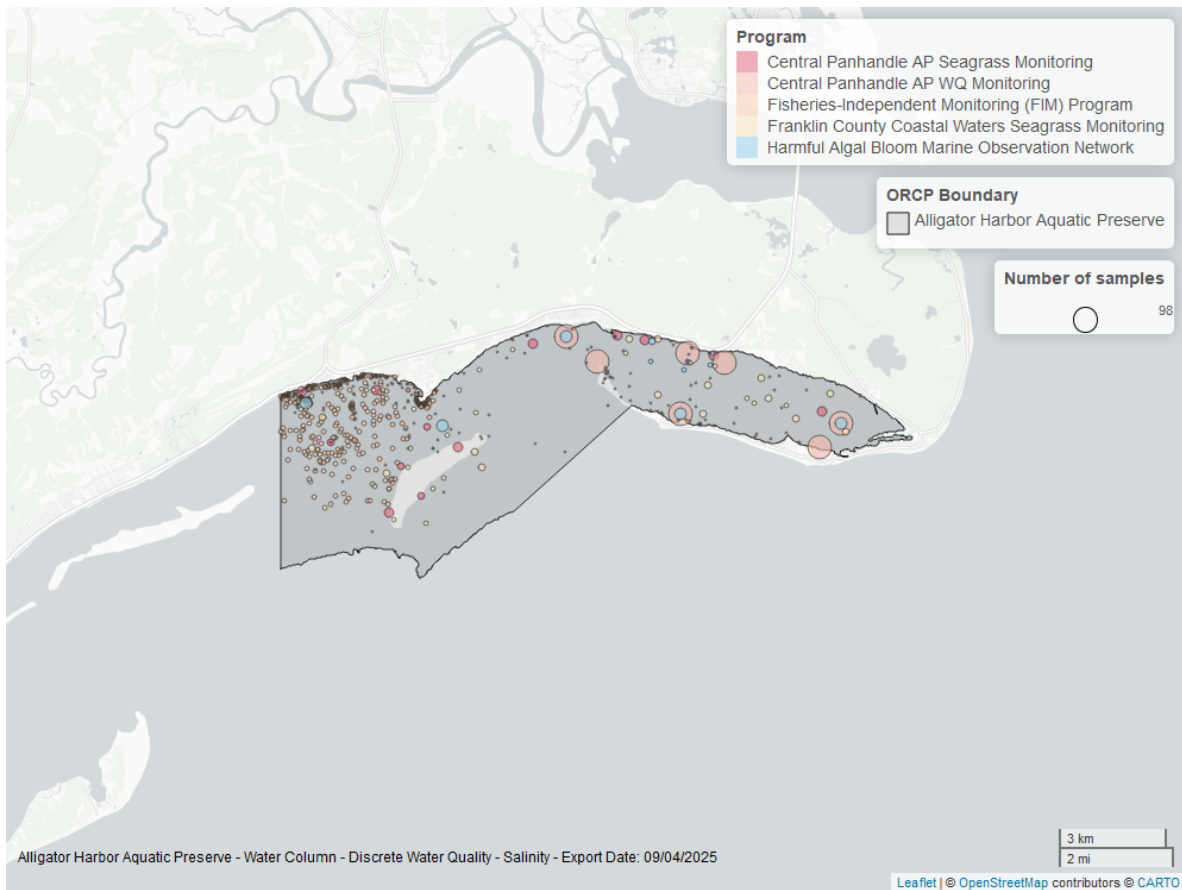 Program
Central Panhandle AP Seagrass Monitoring
Central Panhandle AP WQ Monitoring
Fisheries-Independent Monitoring (FIM) Program
Franklin County Coastal Waters Seagrass Monitoring
Harmful Algal Bloom Marine Observation Network
ORCP Boundary
Alligator Harbor Aquatic Preserve
Number of samples
98
3 km
2 mi
Alligator Harbor Aquatic Preserve - Water Column - Discrete Water Quality - Salinity - Export Date: 09/04/2025
Leaflet | © OpenStreetMap contributors © CARTO